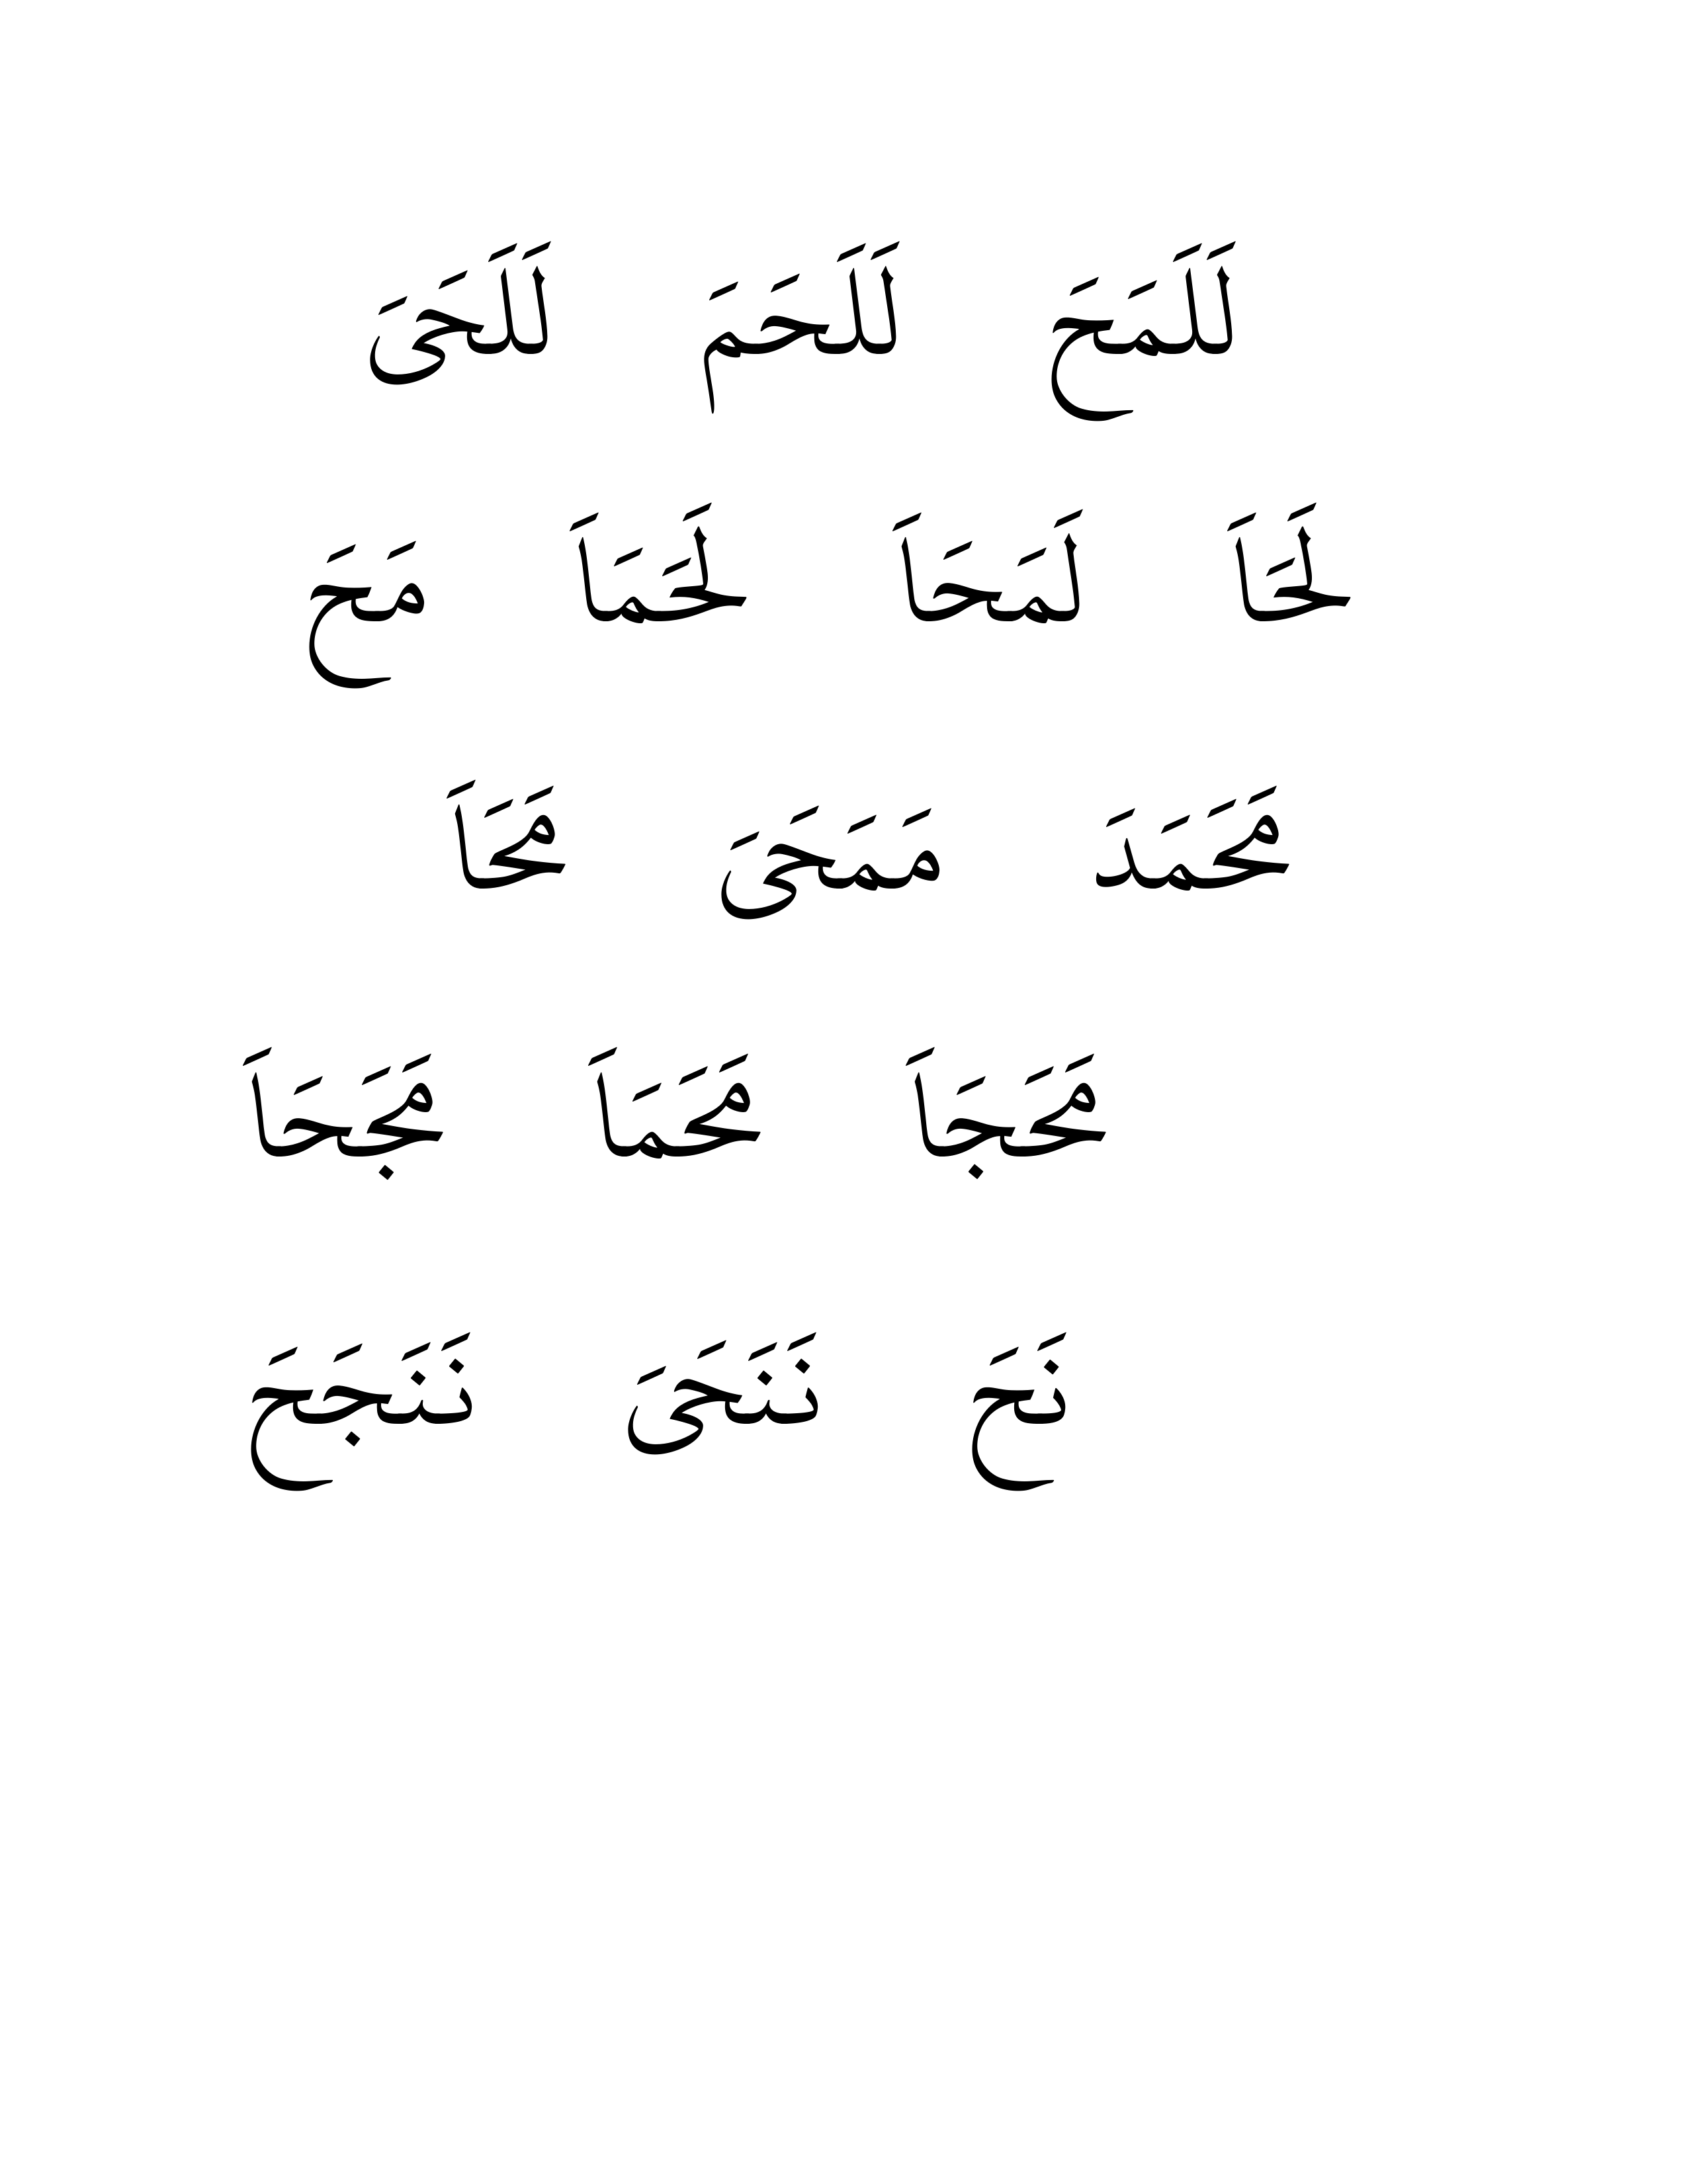 لَلَمَحَ لَلَحَمَ لَلَحَىَ
لَحَاَ لَمَحَاَ لَحَمَاَ مَحَ
مَحَمَدَ مَمَحَىَ مَحَاَ
مَحَجَاَ مَحَمَاَ مَجَحَاَ
نَحَ نَنَحَىَ نَنَجَحَ